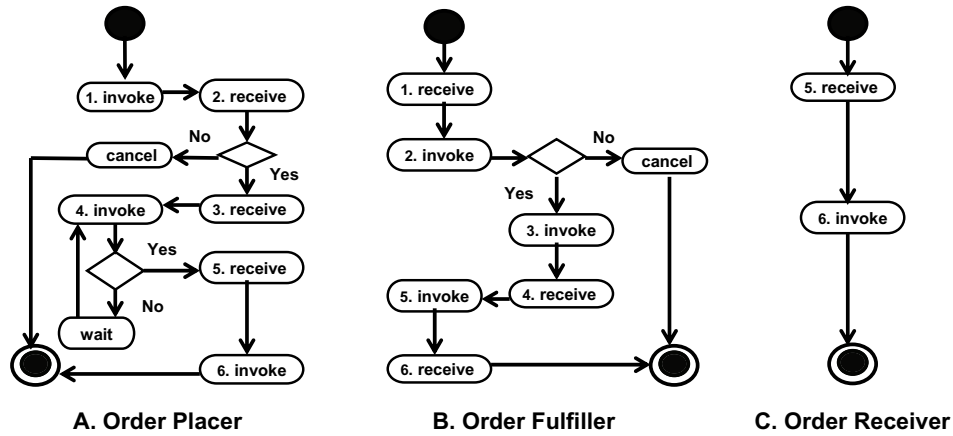 1. invoke
2. receive
No
cancel
Yes
4. invoke
3. receive
Yes
5. receive
No
wait
6. invoke
A. Order Placer
1. receive
2. invoke
No
cancel
Yes
3. invoke
5. invoke
4. receive
6. receive
B. Order Fulfiller
5. receive
6. invoke
C. Order Receiver